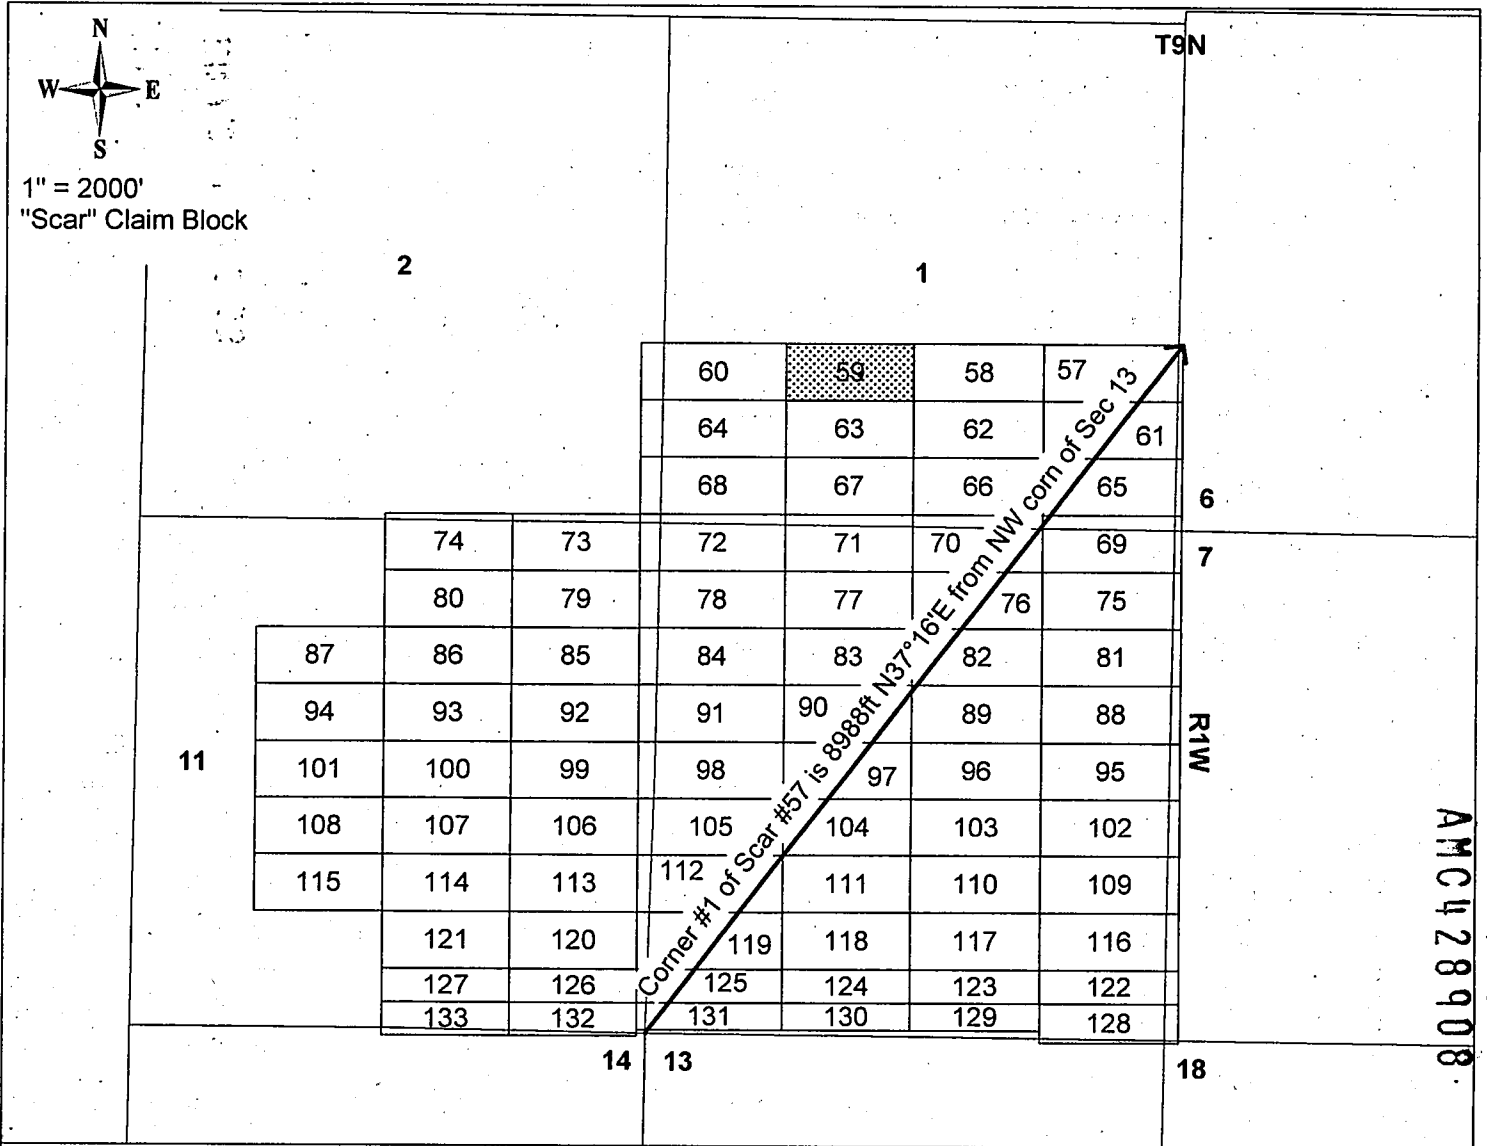 N
W E
S
1" = 2000'
"Scar" Claim Block
T9N
2
1
60 59 58 57
64 63 62 61
68 67 66 65
6
74 73 72 71 70 69
7
80 79 78 77 76 75
87 86 85 84 83 82 81
94 93 92 91 90 89 88
R1W
11
101 100 99 98 97 96 95
108 107 106 105 104 103 102
115 114 113 112 111 110 109
121 120 119 118 117 116
127 126 125 124 123 122
133 132 131 130 129 128
14 13
18
Corner #1 of Scar #57 is 8988ft N37°16'E from NW corn of Sec 13
AMC428908